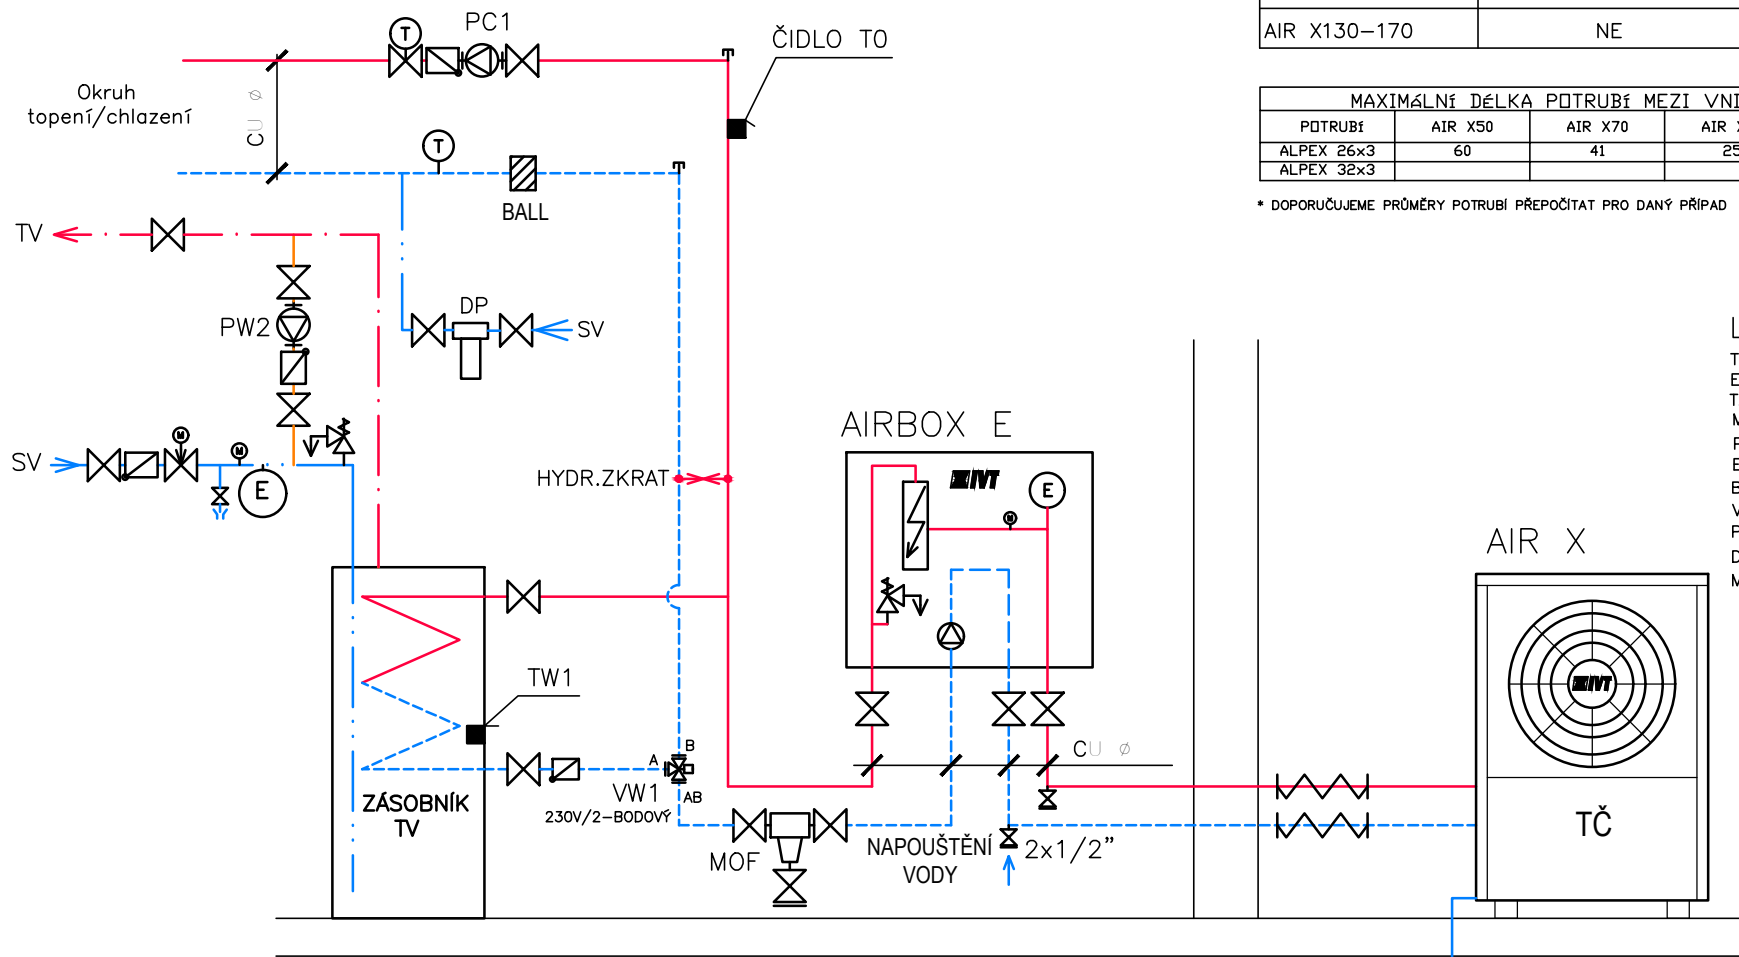 PC1
ČIDLO T0
AIR X130-170
NE
T
Okruh
topení/chlazení
CU ø
T
BALL
MAXIMÁLNÍ DÉLKA POTRUBÍ MEZI
POTRUBÍ
AIR X50
AIR X70
AIR
ALPEX 26x3
60
41
25
ALPEX 32x3
* DOPORUČUJEME PRŮMĚRY POTRUBÍ PŘEPOČÍTAT PRO DANÝ PŘÍPAD
TV
PW2
DP
SV
SV
M
M
E
HYDR.ZKRAT
AIRBOX E
IVT
E
M
AIR X
IVT
TČ
TW1
ZÁSOBNÍK
TV
A
B
AB
VW1
230V/2-BODOVÝ
MOF
CU ø
NAPOUŠTĚNÍ
VODY
2x1/2"